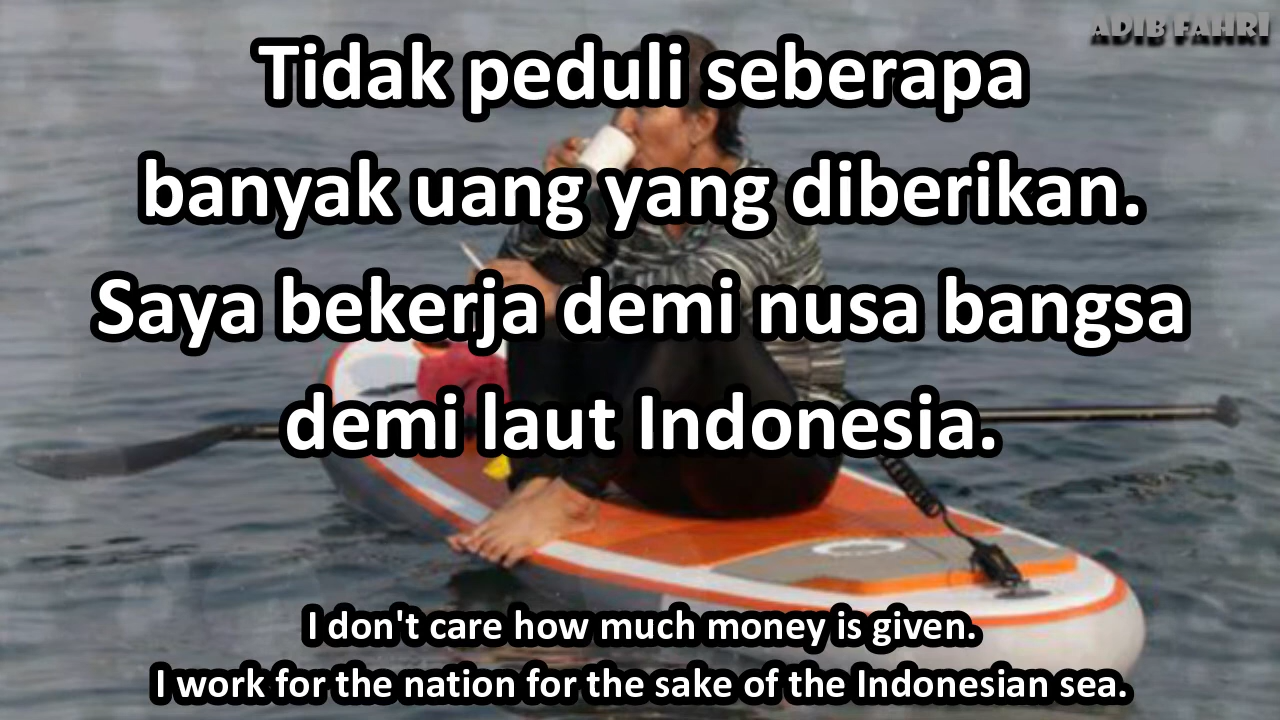 ADIB FAHRI
Tidak peduli seberapa
banyak uang yang diberikan.
Saya bekerja demi nusa bangsa
demi laut Indonesia.
I don't care how much money is given.
I work for the nation for the sake of the Indonesian sea.